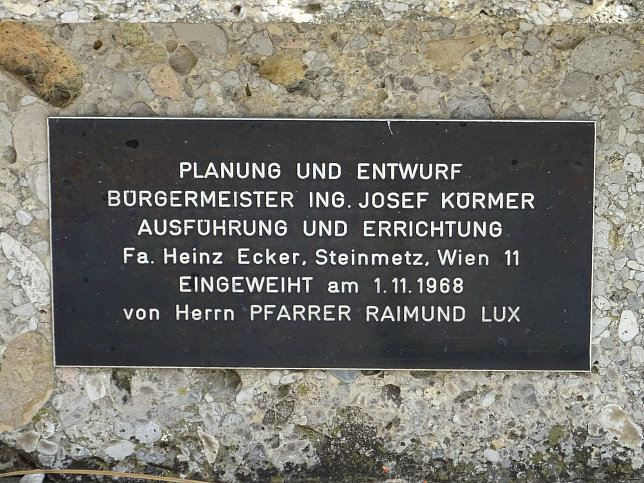 PLANUNG UND ENTWURF
BÜRGERMEISTER ING. JOSEF KÖRMER
AUSFÜHRUNG UND ERRICHTUNG
Fa. Heinz Ecker, Steinmetz, Wien 11
EINGEWEIHT am 1.11.1968
von Herrn PFARRER RAIMUND LUX